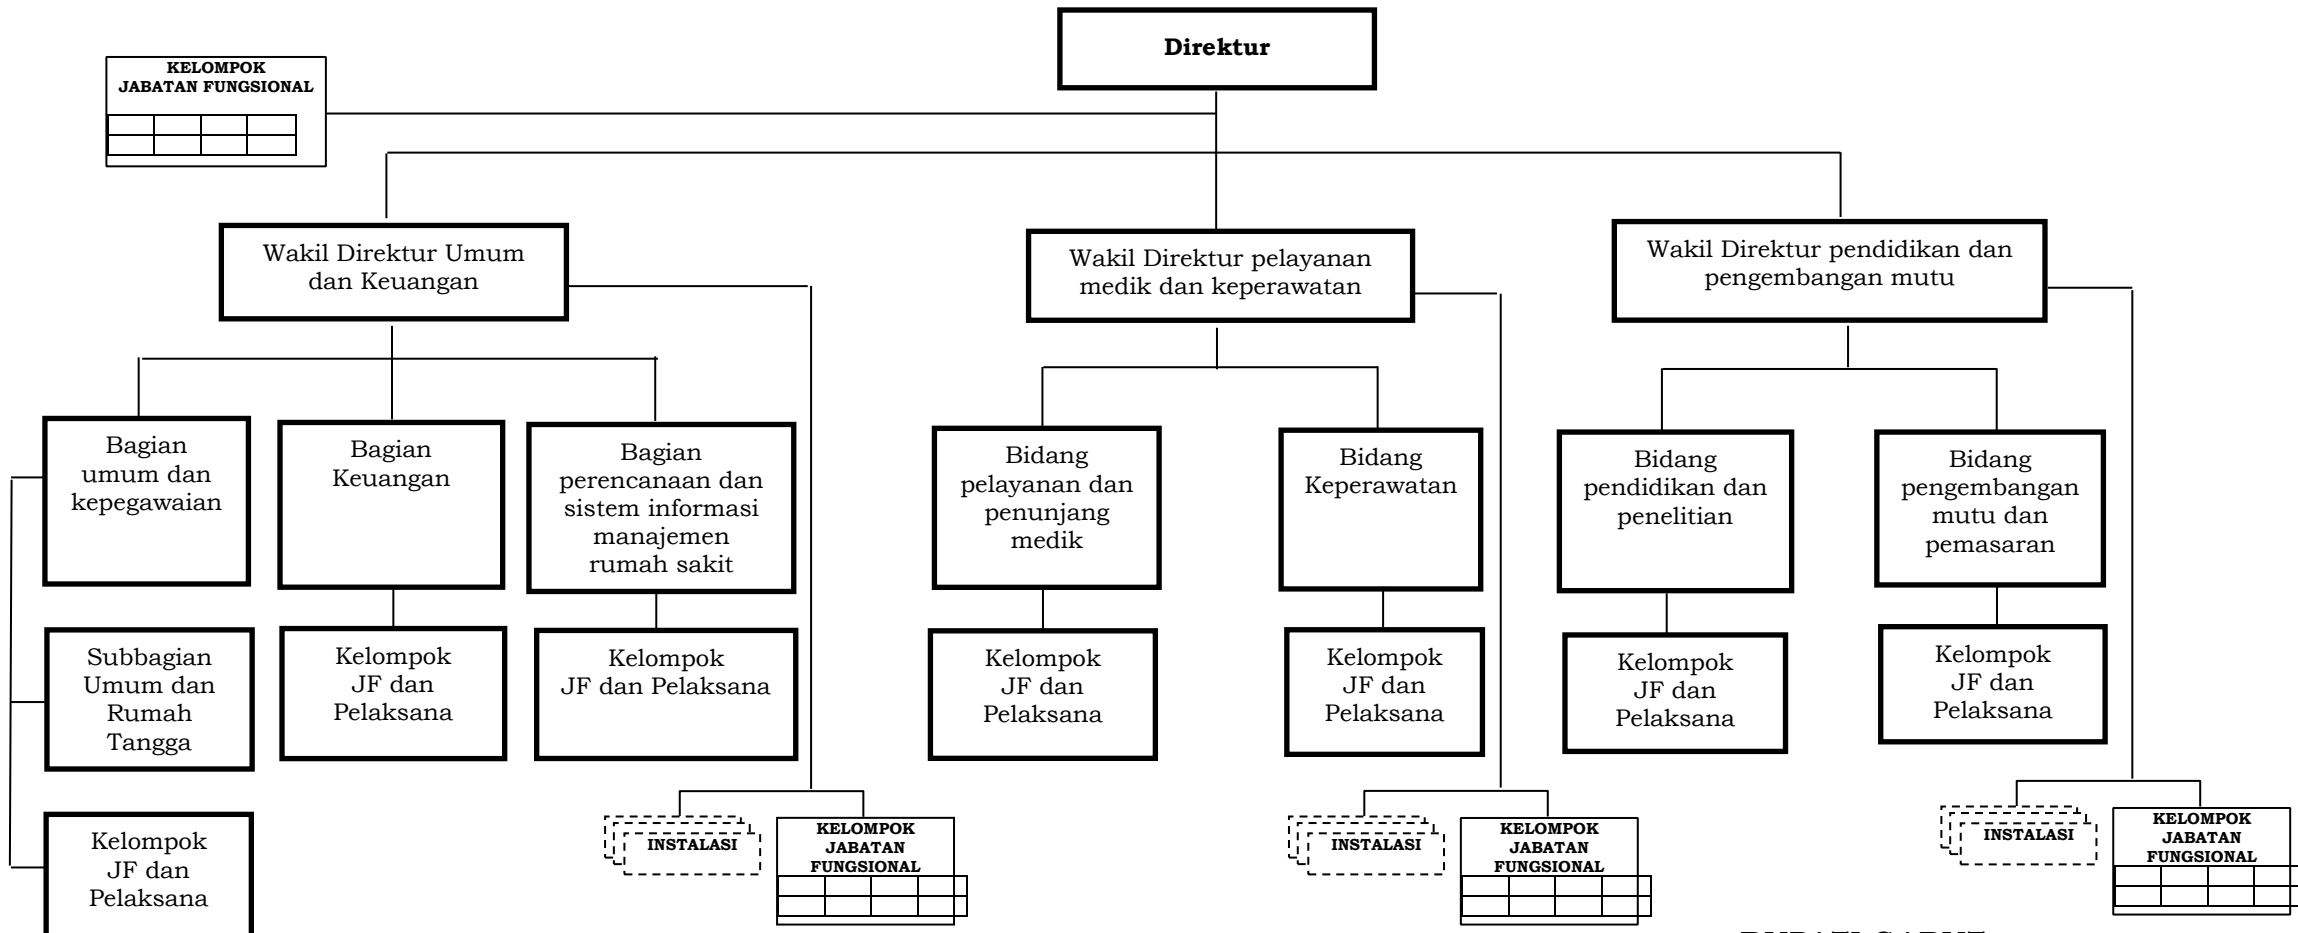 Direktur
KELOMPOK
JABATAN FUNGSIONAL
Wakil Direktur Umum
dan Keuangan
Wakil Direktur pelayanan
medik dan keperawatan
Wakil Direktur pendidikan dan
pengembangan mutu
Bagian
umum dan
kepegawaian
Bagian
Keuangan
Bagian
perencanaan dan
sistem informasi
manajemen
rumah sakit
Bidang
pelayanan dan
penunjang
medik
Bidang
Keperawatan
Bidang
pendidikan dan
penelitian
Bidang
pengembangan
mutu dan
pemasaran
Subbagian
Umum dan
Rumah
Tangga
Kelompok
JF dan
Pelaksana
Kelompok
JF dan Pelaksana
Kelompok
JF dan
Pelaksana
Kelompok
JF dan
Pelaksana
Kelompok
JF dan
Pelaksana
Kelompok
JF dan
Pelaksana
Kelompok
JF dan
Pelaksana
INSTALASI
KELOMPOK
JABATAN
FUNGSIONAL
INSTALASI
KELOMPOK
JABATAN
FUNGSIONAL
INSTALASI
KELOMPOK
JABATAN
FUNGSIONAL